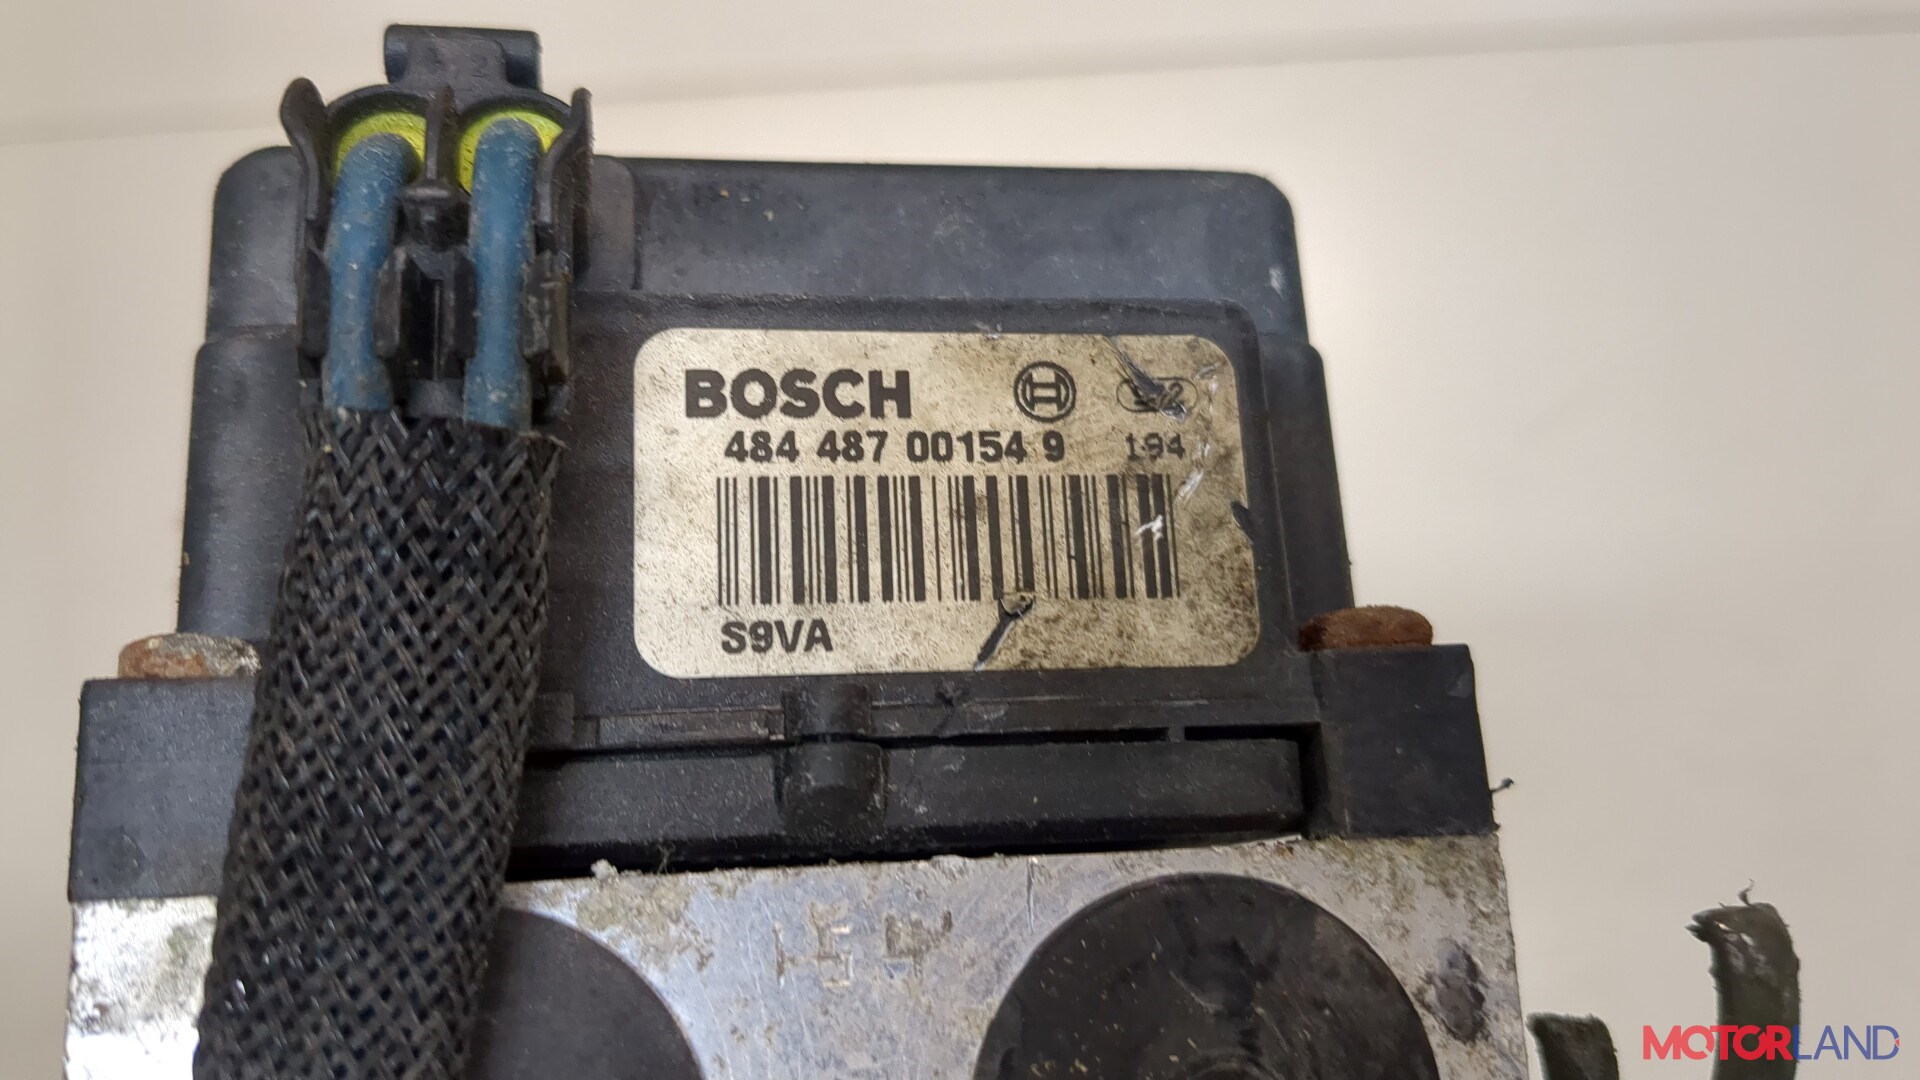 BOSCH
484 487 00154 9 194
S9VA
MOTORLAND